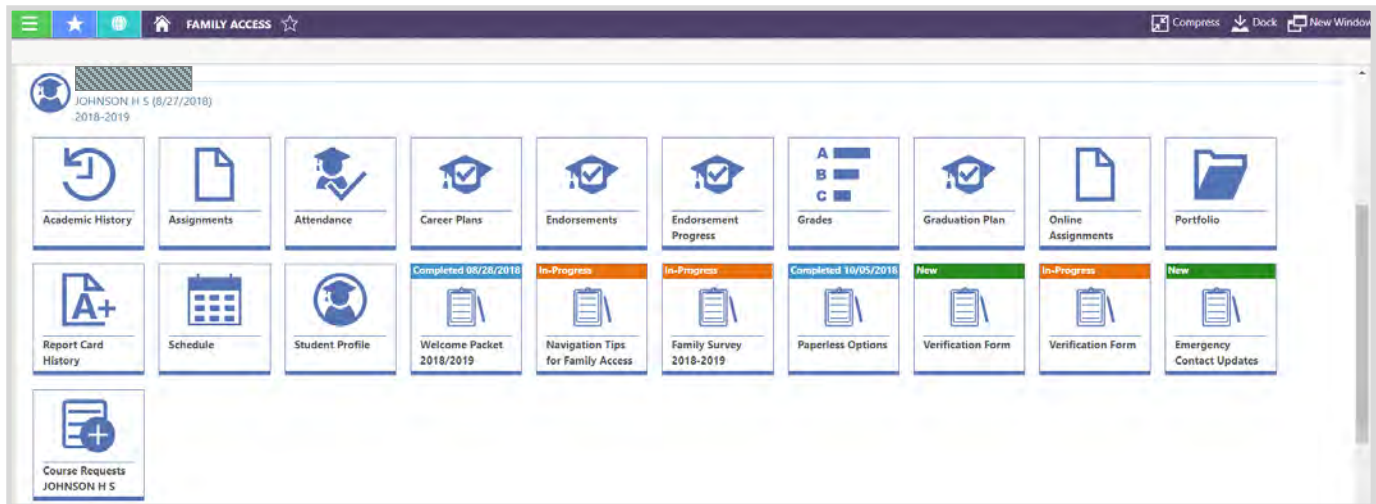 FAMILY ACCESS
Compress Dock New Window
JOHNSON H S (8/27/2018)
2018-2019
A
B
C
Academic History
Assignments
Attendance
Career Plans
Endorsements
Endorsement
Progress
Grades
Graduation Plan
Online
Assignments
Portfolio
A+
Report Card
History
Schedule
Student Profile
Completed 08/28/2018
Welcome Packet
2018/2019
In-Progress
Navigation Tips
for Family Access
In-Progress
Family Survey
2018-2019
Completed 10/05/2018
Paperless Options
New
Verification Form
In-Progress
Verification Form
New
Emergency
Contact Updates
Course Requests
JOHNSON H S